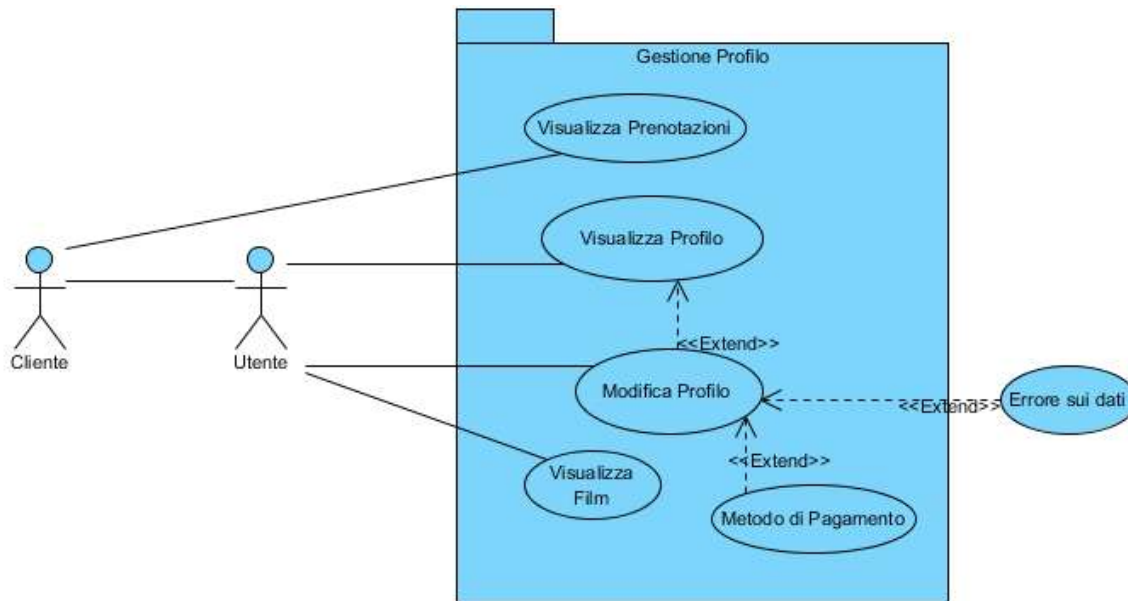 Gestione Profilo
Visualizza Prenotazioni
Visualizza Profilo
Cliente
Utente
<<Extend>>
Modifica Profilo
<<Extend>>
Errore sui dati
<<Extend>>
Visualizza
Film
Metodo di Pagamento